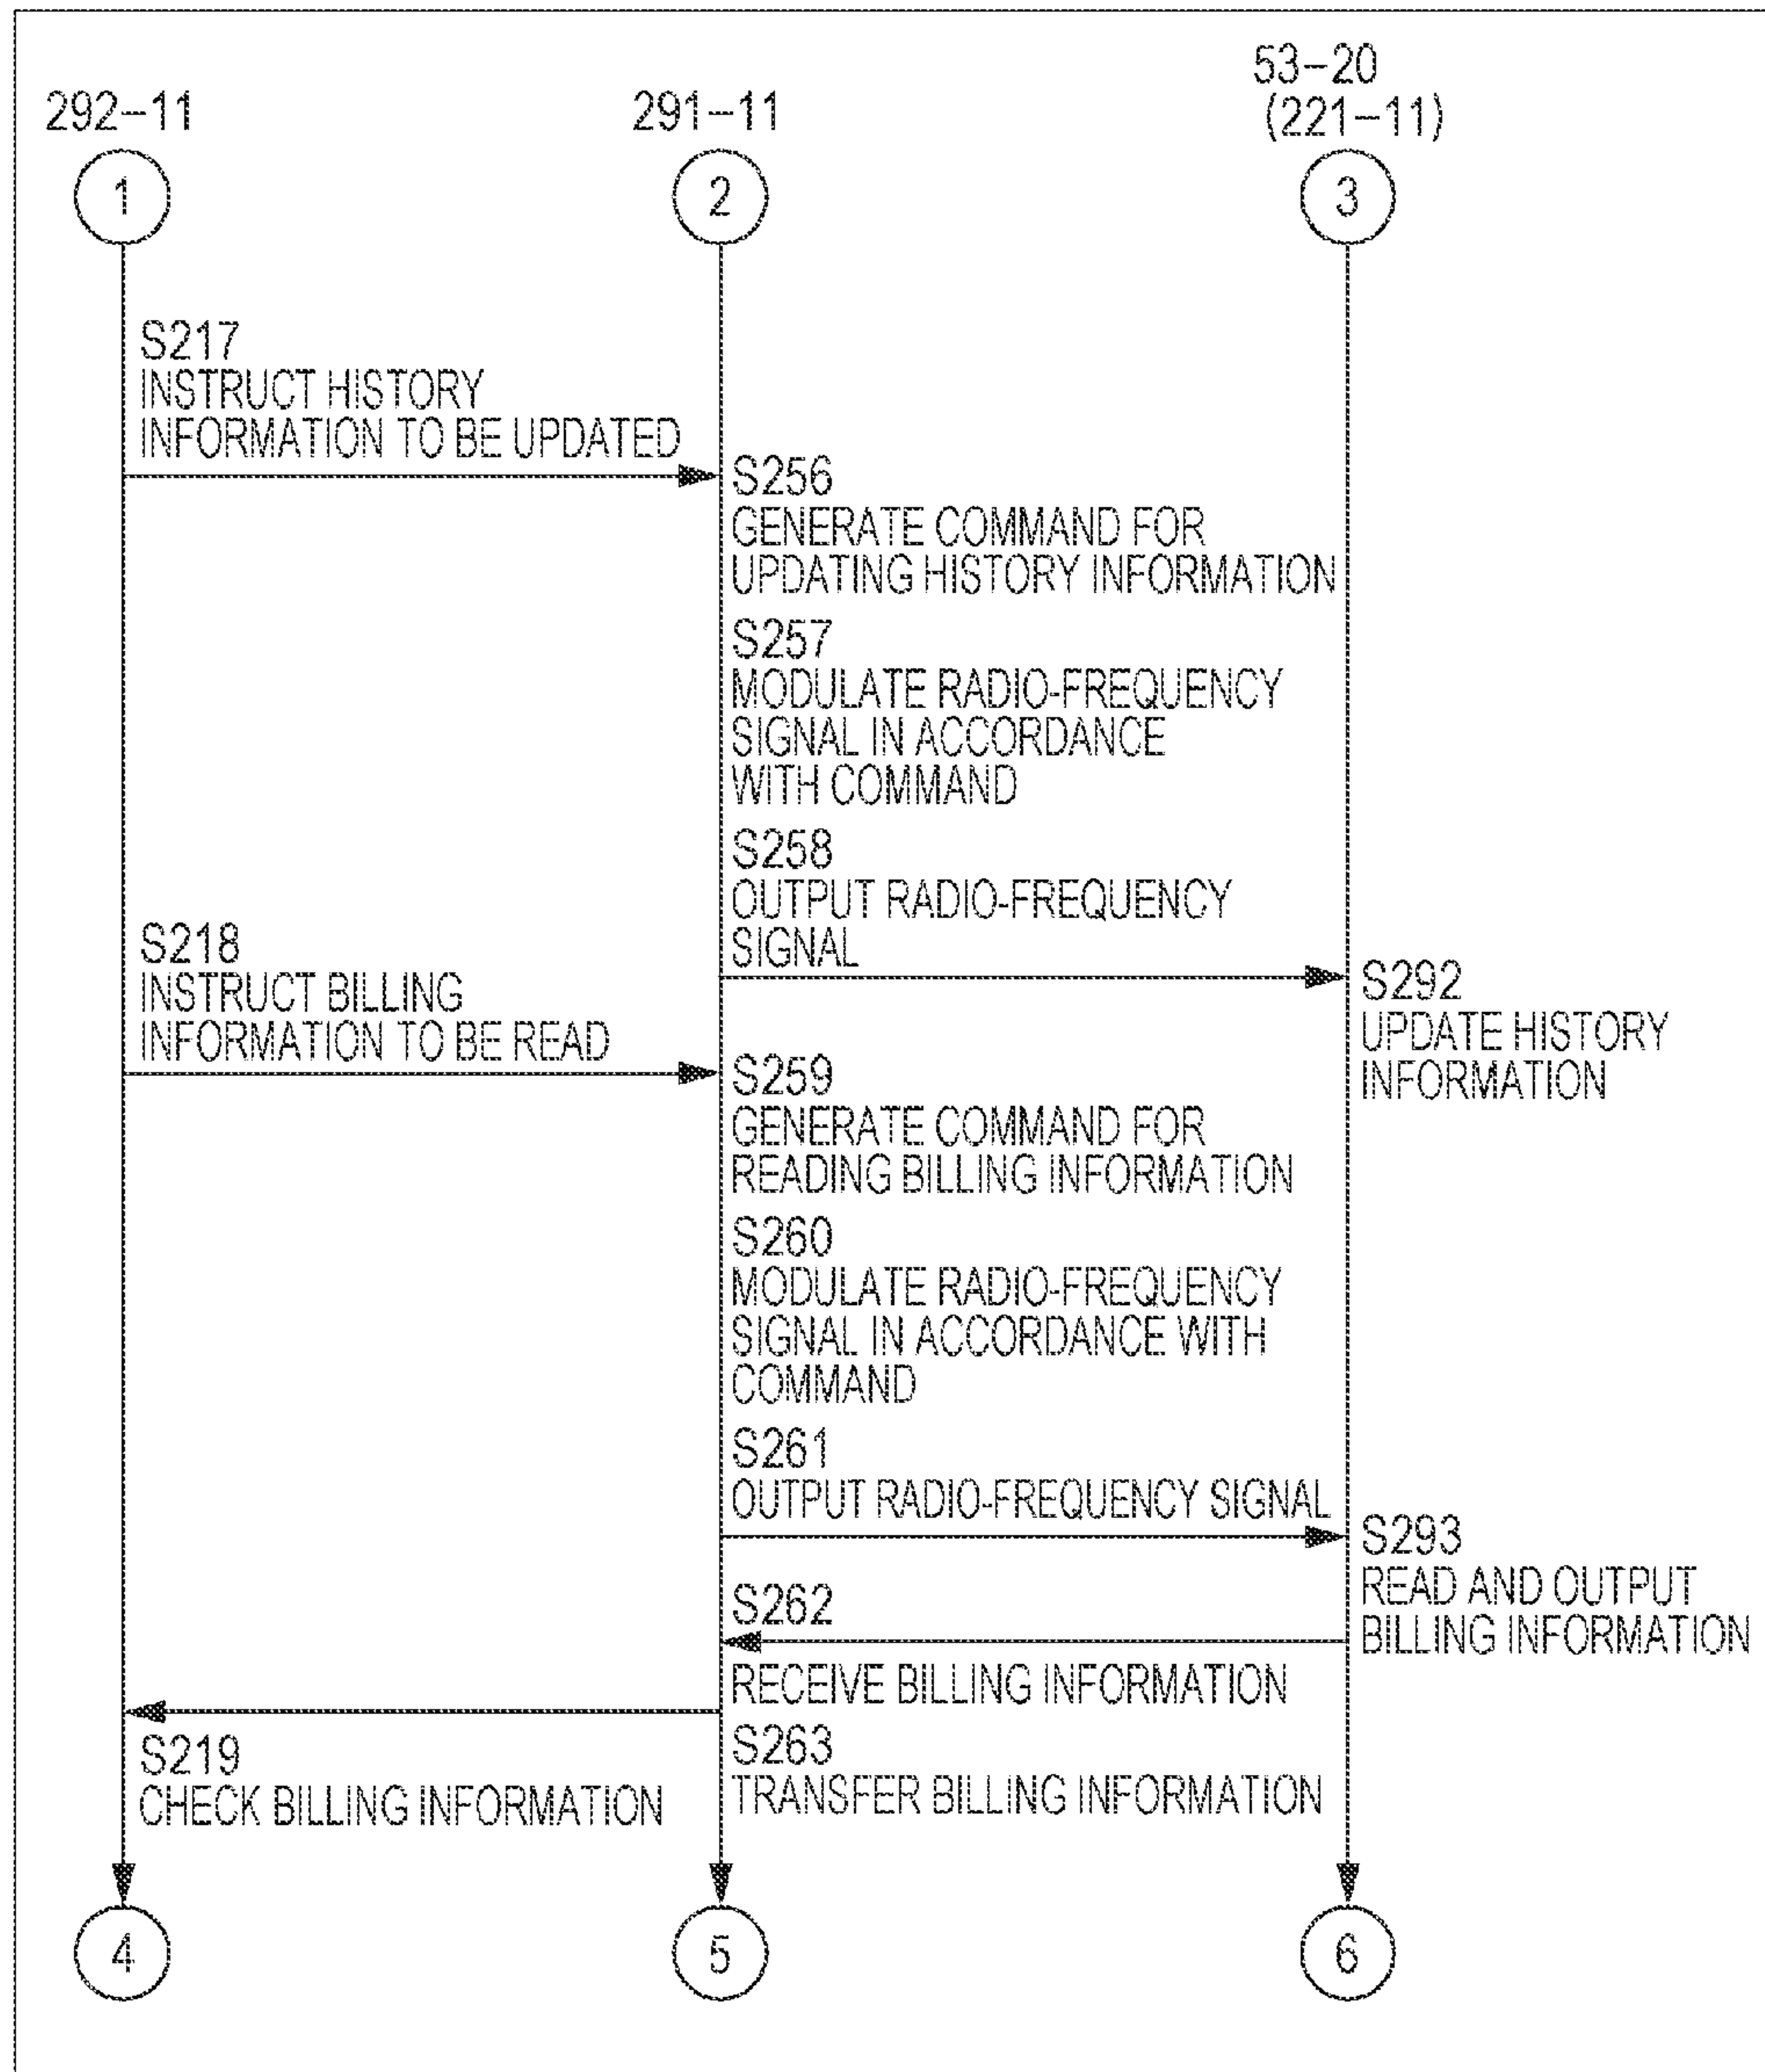 53-20
292-11
291-11
(221-11)
1
2
3
S217
INSTRUCT HISTORY
INFORMATION TO BE UPDATED
S256
GENERATE COMMAND FOR
UPDATING HISTORY INFORMATION
S257
MODULATE RADIO-FREQUENCY
SIGNAL IN ACCORDANCE
WITH COMMAND
S258
OUTPUT RADIO-FREQUENCY
SIGNAL
S218
INSTRUCT BILLING
INFORMATION TO BE READ
S292
UPDATE HISTORY
INFORMATION
S259
GENERATE COMMAND FOR
READING BILLING INFORMATION
S260
MODULATE RADIO-FREQUENCY
SIGNAL IN ACCORDANCE WITH
COMMAND
S261
OUTPUT RADIO-FREQUENCY SIGNAL
S293
READ AND OUTPUT
BILLING INFORMATION
S262
RECEIVE BILLING INFORMATION
S263
TRANSFER BILLING INFORMATION
S219
CHECK BILLING INFORMATION
4
5
6